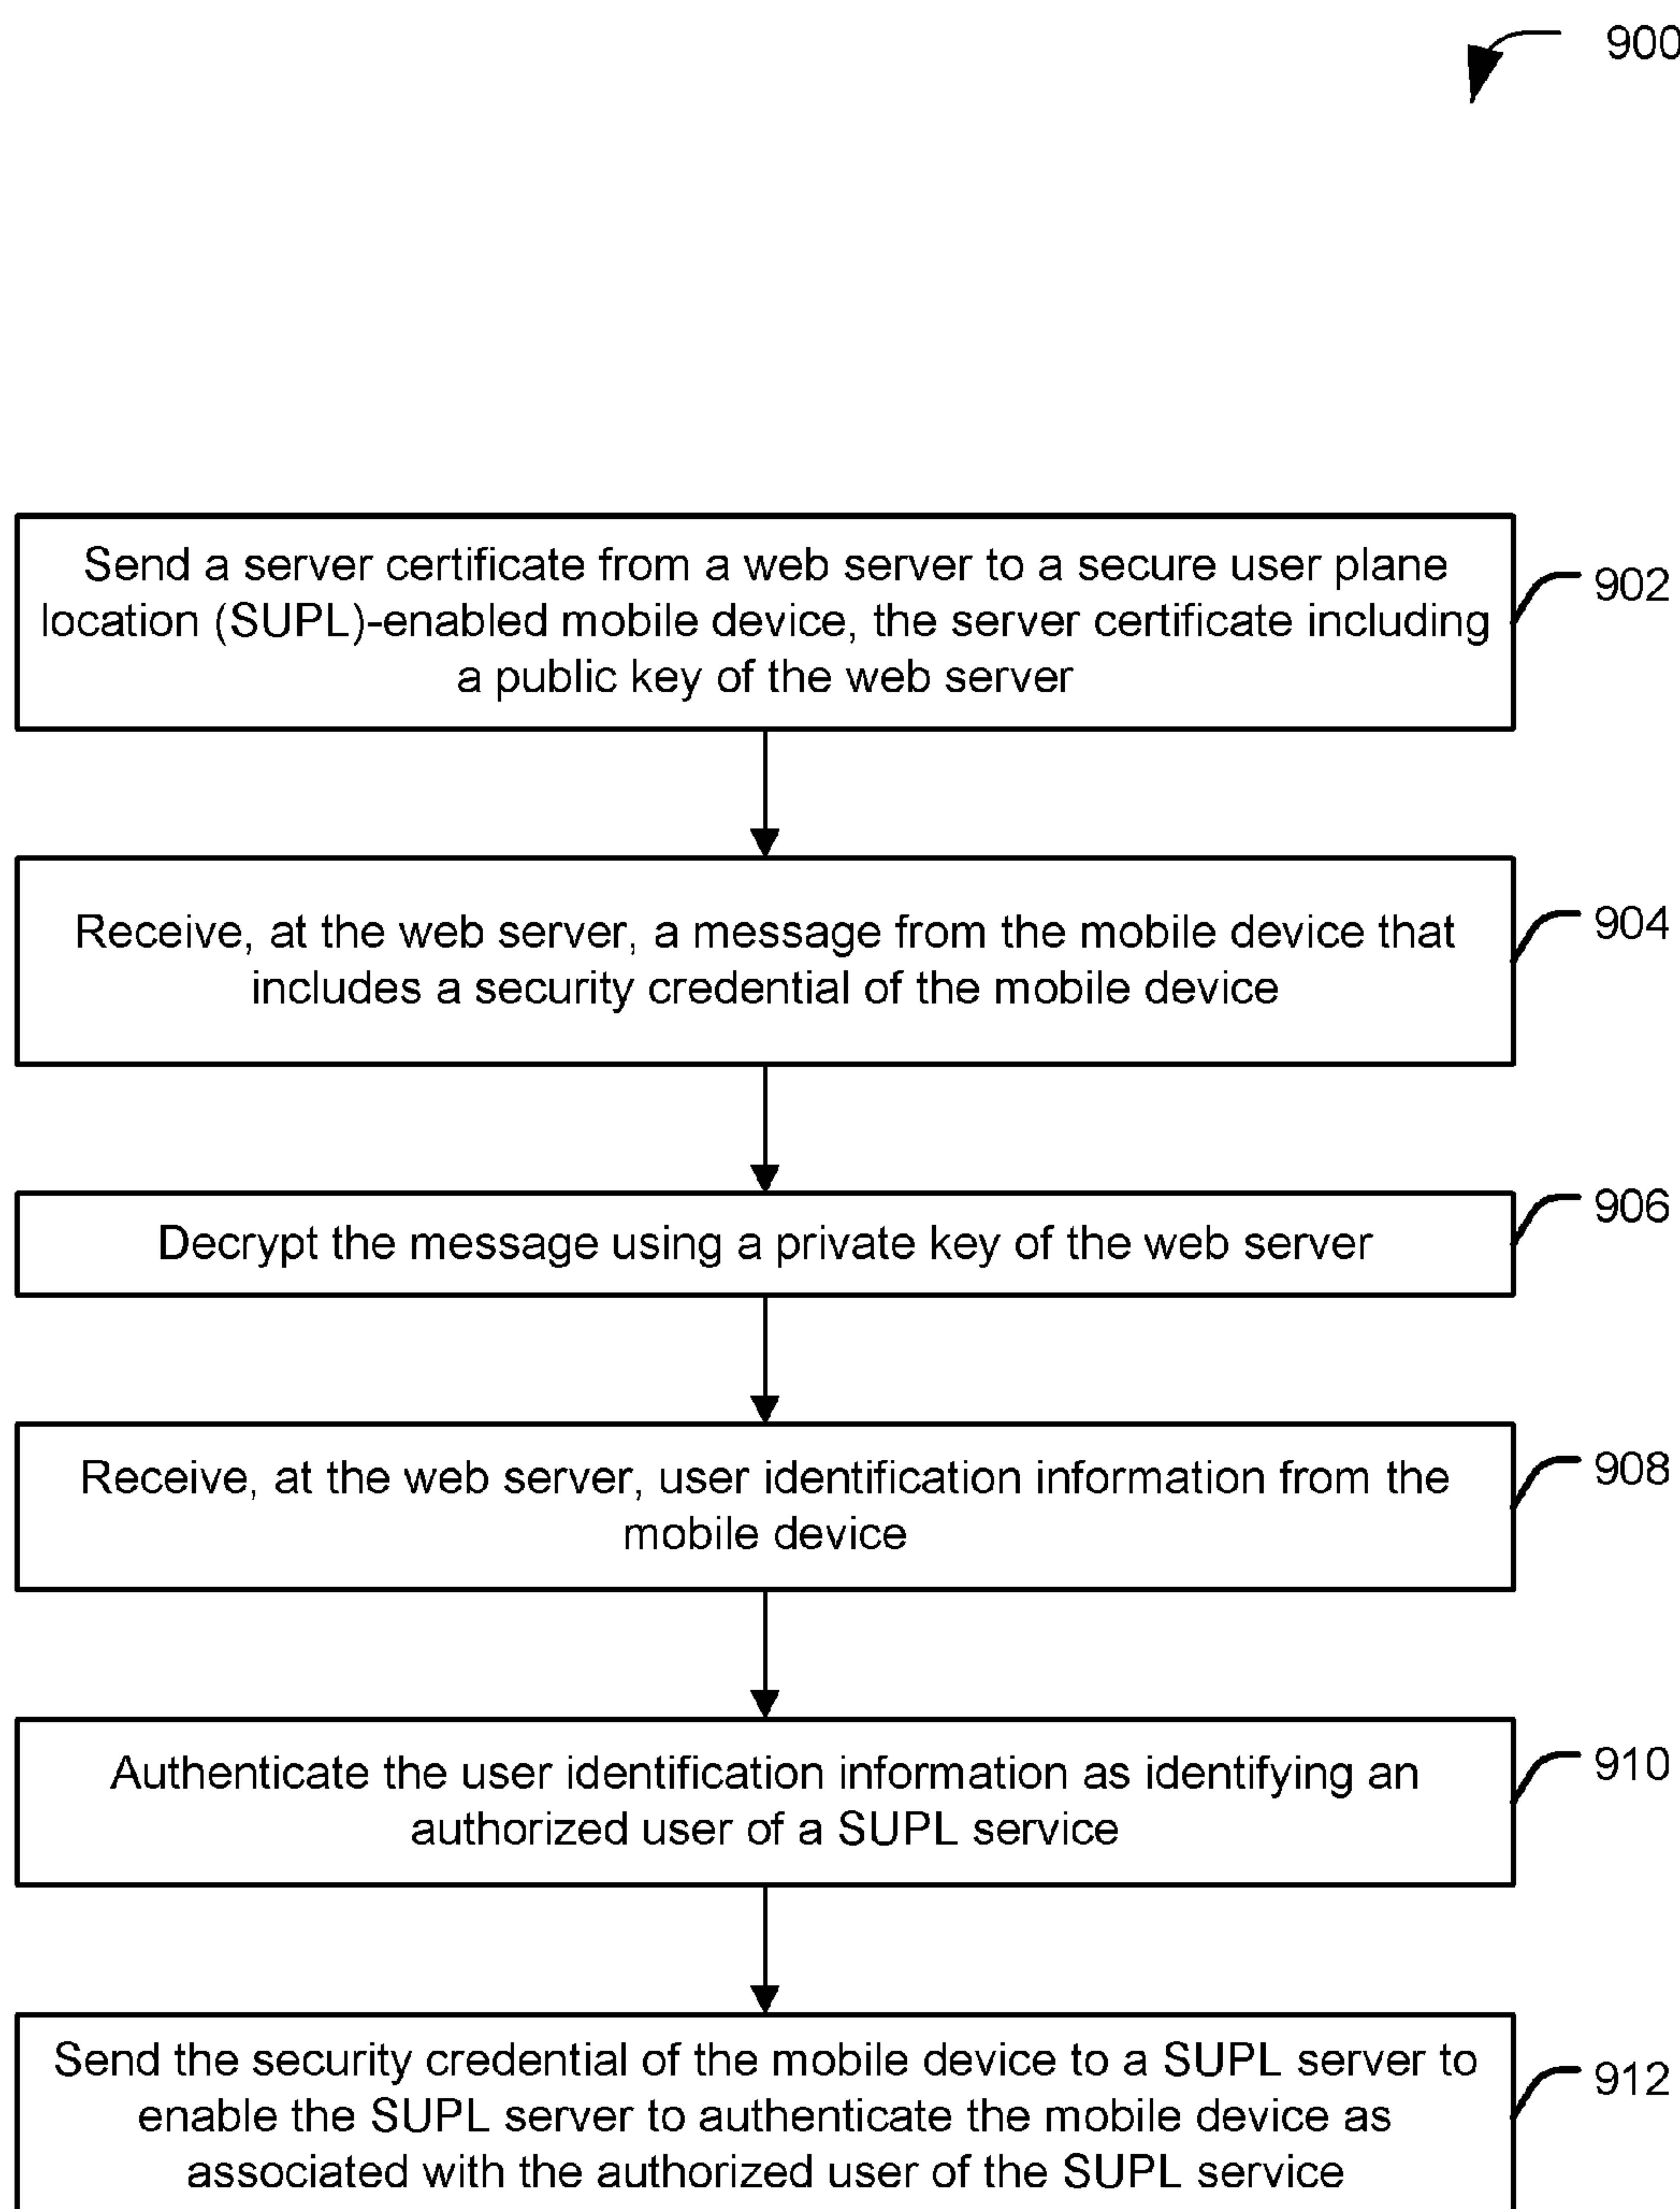 900
Send a server certificate from a web server to a secure user plane
location (SUPL)-enabled mobile device, the server certificate including
a public key of the web server
902
Receive, at the web server, a message from the mobile device that
includes a security credential of the mobile device
904
Decrypt the message using a private key of the web server
906
Receive, at the web server, user identification information from the
mobile device
908
Authenticate the user identification information as identifying an
authorized user of a SUPL service
910
Send the security credential of the mobile device to a SUPL server to
enable the SUPL server to authenticate the mobile device as
associated with the authorized user of the SUPL service
912